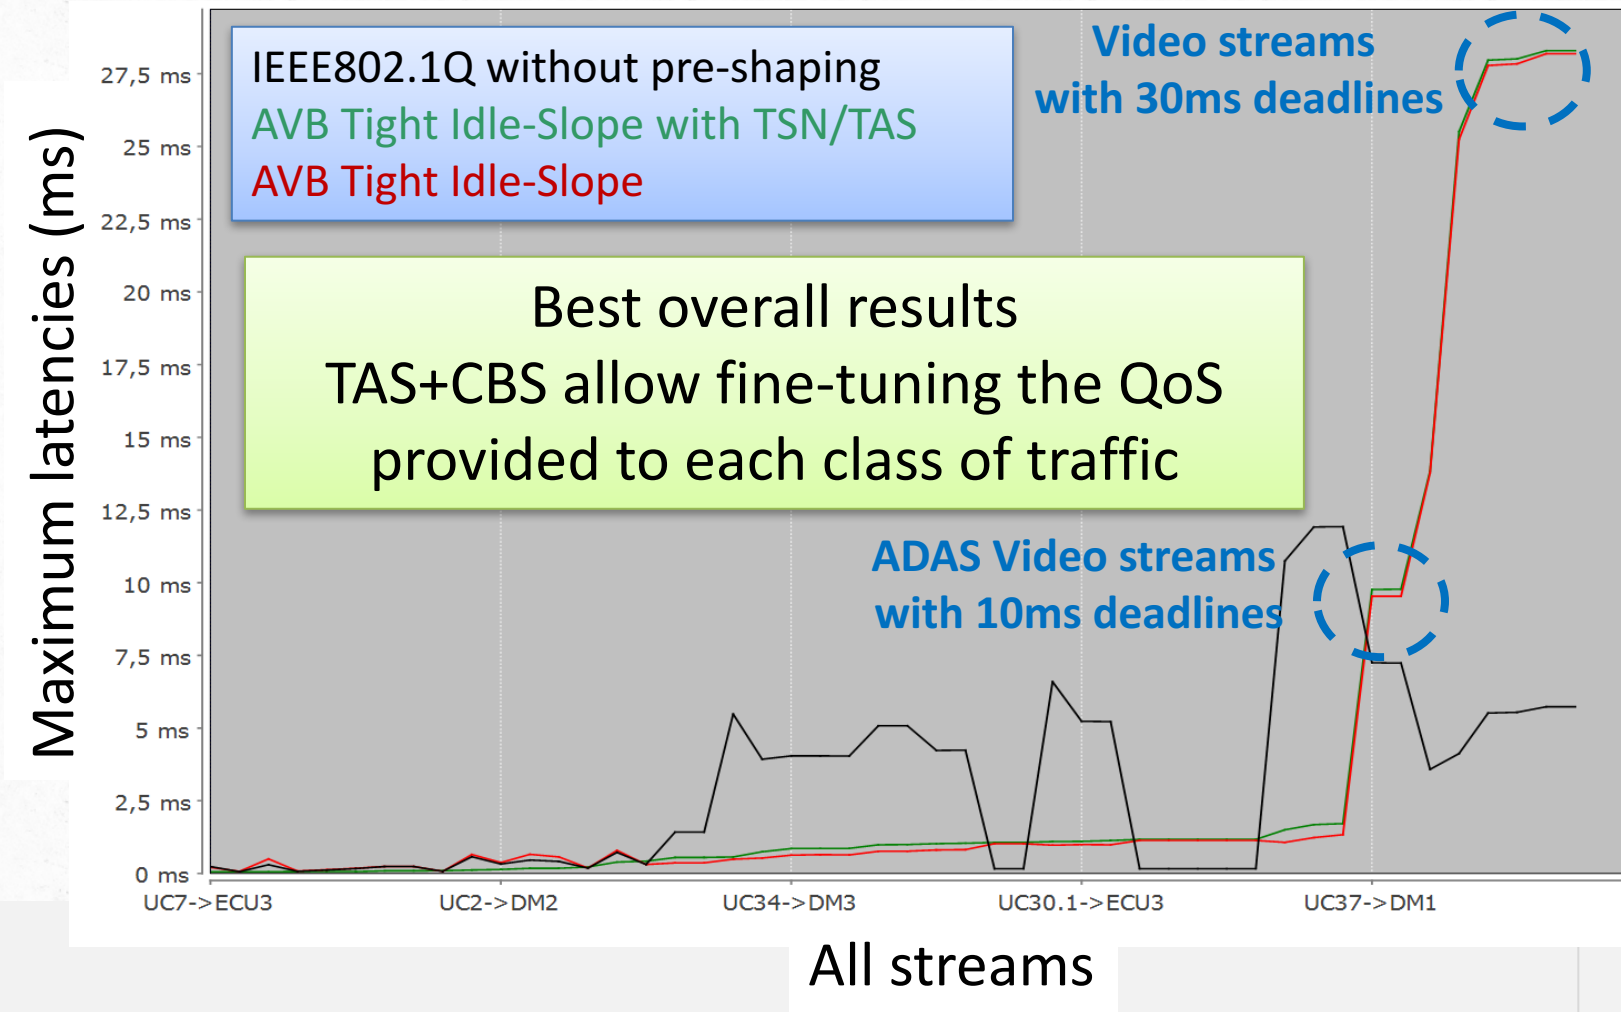 Video streams
with 30ms deadlines
IEEE802.1Q without pre-shaping
AVB Tight Idle-Slope with TSN/TAS
AVB Tight Idle-Slope
Best overall results
TAS+CBS allow fine-tuning the QoS
provided to each class of traffic
ADAS Video streams
with 10ms deadlines
Maximum latencies (ms)
27,5 ms
25 ms
22,5 ms
20 ms
17,5 ms
15 ms
12,5 ms
10 ms
7,5 ms
5 ms
2,5 ms
0 ms
UC7->ECU3
UC2->DM2
UC34->DM3
UC30.1->ECU3
UC37->DM1
All streams